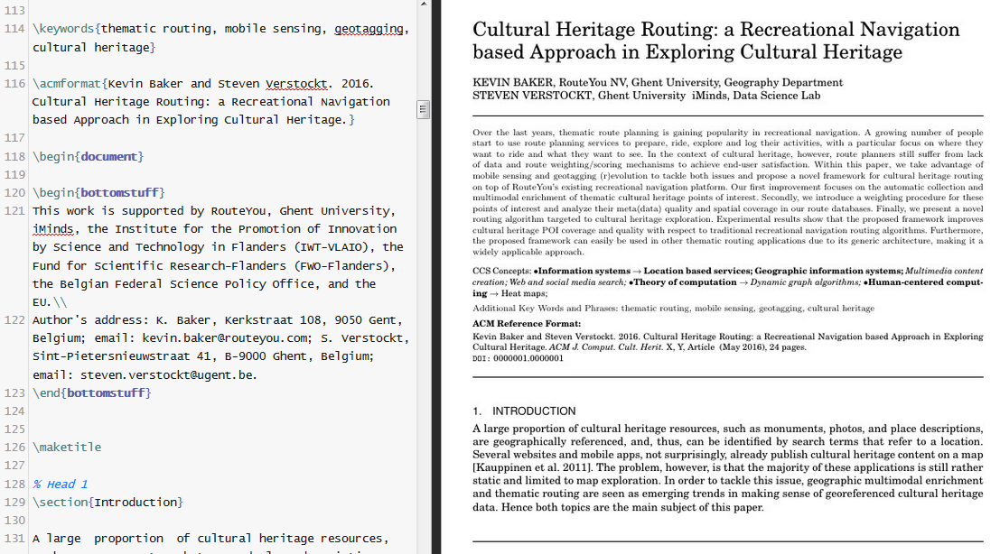 113
114 \keywords{thematic routing, mobile sensing, geotagging,
cultural heritage}
115
116 \acmformat{Kevin Baker and Steven Verstockt. 2016.
Cultural Heritage Routing: a Recreational Navigation
based Approach in Exploring Cultural Heritage.}
117
118 \begin{document}
119
120 \begin{bottomstuff}
121 This work is supported by RouteYou, Ghent University,
iMinds, the Institute for the Promotion of Innovation
by Science and Technology in Flanders (IWT-VLAIO), the
Fund for Scientific Research-Flanders (FWO-Flanders),
the Belgian Federal Science Policy Office, and the
EU.\\
122 Author's address: K. Baker, Kerkstraat 108, 9050 Gent,
Belgium; email: kevin.baker@routeyou.com; S. Verstockt,
Sint-Pietersnieuwstraat 41, B-9000 Ghent, Belgium;
email: steven.verstockt@ugent.be.
123 \end{bottomstuff}
124
125
126 \maketitle
127
128 % Head 1
129 \section{Introduction}
130
131 A large  proportion  of cultural heritage resources,
Cultural Heritage Routing: a Recreational Navigation
based Approach in Exploring Cultural Heritage
KEVIN BAKER, RouteYou NV, Ghent University, Geography Department
STEVEN VERSTOCKT, Ghent University  iMinds, Data Science Lab
Over the last years, thematic route planning is gaining popularity in recreational navigation. A growing number of people
start to use route planning services to prepare, ride, explore and log their activities, with a particular focus on where they
want to ride and what they want to see. In the context of cultural heritage, however, route planners still suffer from lack
of data and route weighting/scoring mechanisms to achieve end-user satisfaction. Within this paper, we take advantage of
mobile sensing and geotagging (r)evolution to tackle both issues and propose a novel framework for cultural heritage routing
on top of RouteYou's existing recreational navigation platform. Our first improvement focuses on the automatic collection and
multimodal enrichment of thematic cultural heritage points of interest. Secondly, we introduce a weighting procedure for these
points of interest and analyze their meta(data) quality and spatial coverage in our route databases. Finally, we present a novel
routing algorithm targeted to cultural heritage exploration. Experimental results show that the proposed framework improves
cultural heritage POI coverage and quality with respect to traditional recreational navigation routing algorithms. Furthermore,
the proposed framework can easily be used in other thematic routing applications due to its generic architecture, making it a
widely applicable approach.
CCS Concepts: •Information systems → Location based services; Geographic information systems; Multimedia content
creation; Web and social media search; •Theory of computation → Dynamic graph algorithms; •Human-centered comput-
ing → Heat maps;
Additional Key Words and Phrases: thematic routing, mobile sensing, geotagging, cultural heritage
ACM Reference Format:
Kevin Baker and Steven Verstockt. 2016. Cultural Heritage Routing: a Recreational Navigation based Approach in Exploring
Cultural Heritage. ACM J. Comput. Cult. Herit. X, Y, Article  (May 2016), 24 pages.
DOI: 0000001.0000001
1. INTRODUCTION
A large proportion of cultural heritage resources, such as monuments, photos, and place descriptions,
are geographically referenced, and, thus, can be identified by search terms that refer to a location.
Several websites and mobile apps, not surprisingly, already publish cultural heritage content on a map
[Kauppinen et al. 2011]. The problem, however, is that the majority of these applications is still rather
static and limited to map exploration. In order to tackle this issue, geographic multimodal enrichment
and thematic routing are seen as emerging trends in making sense of georeferenced cultural heritage
data. Hence both topics are the main subject of this paper.